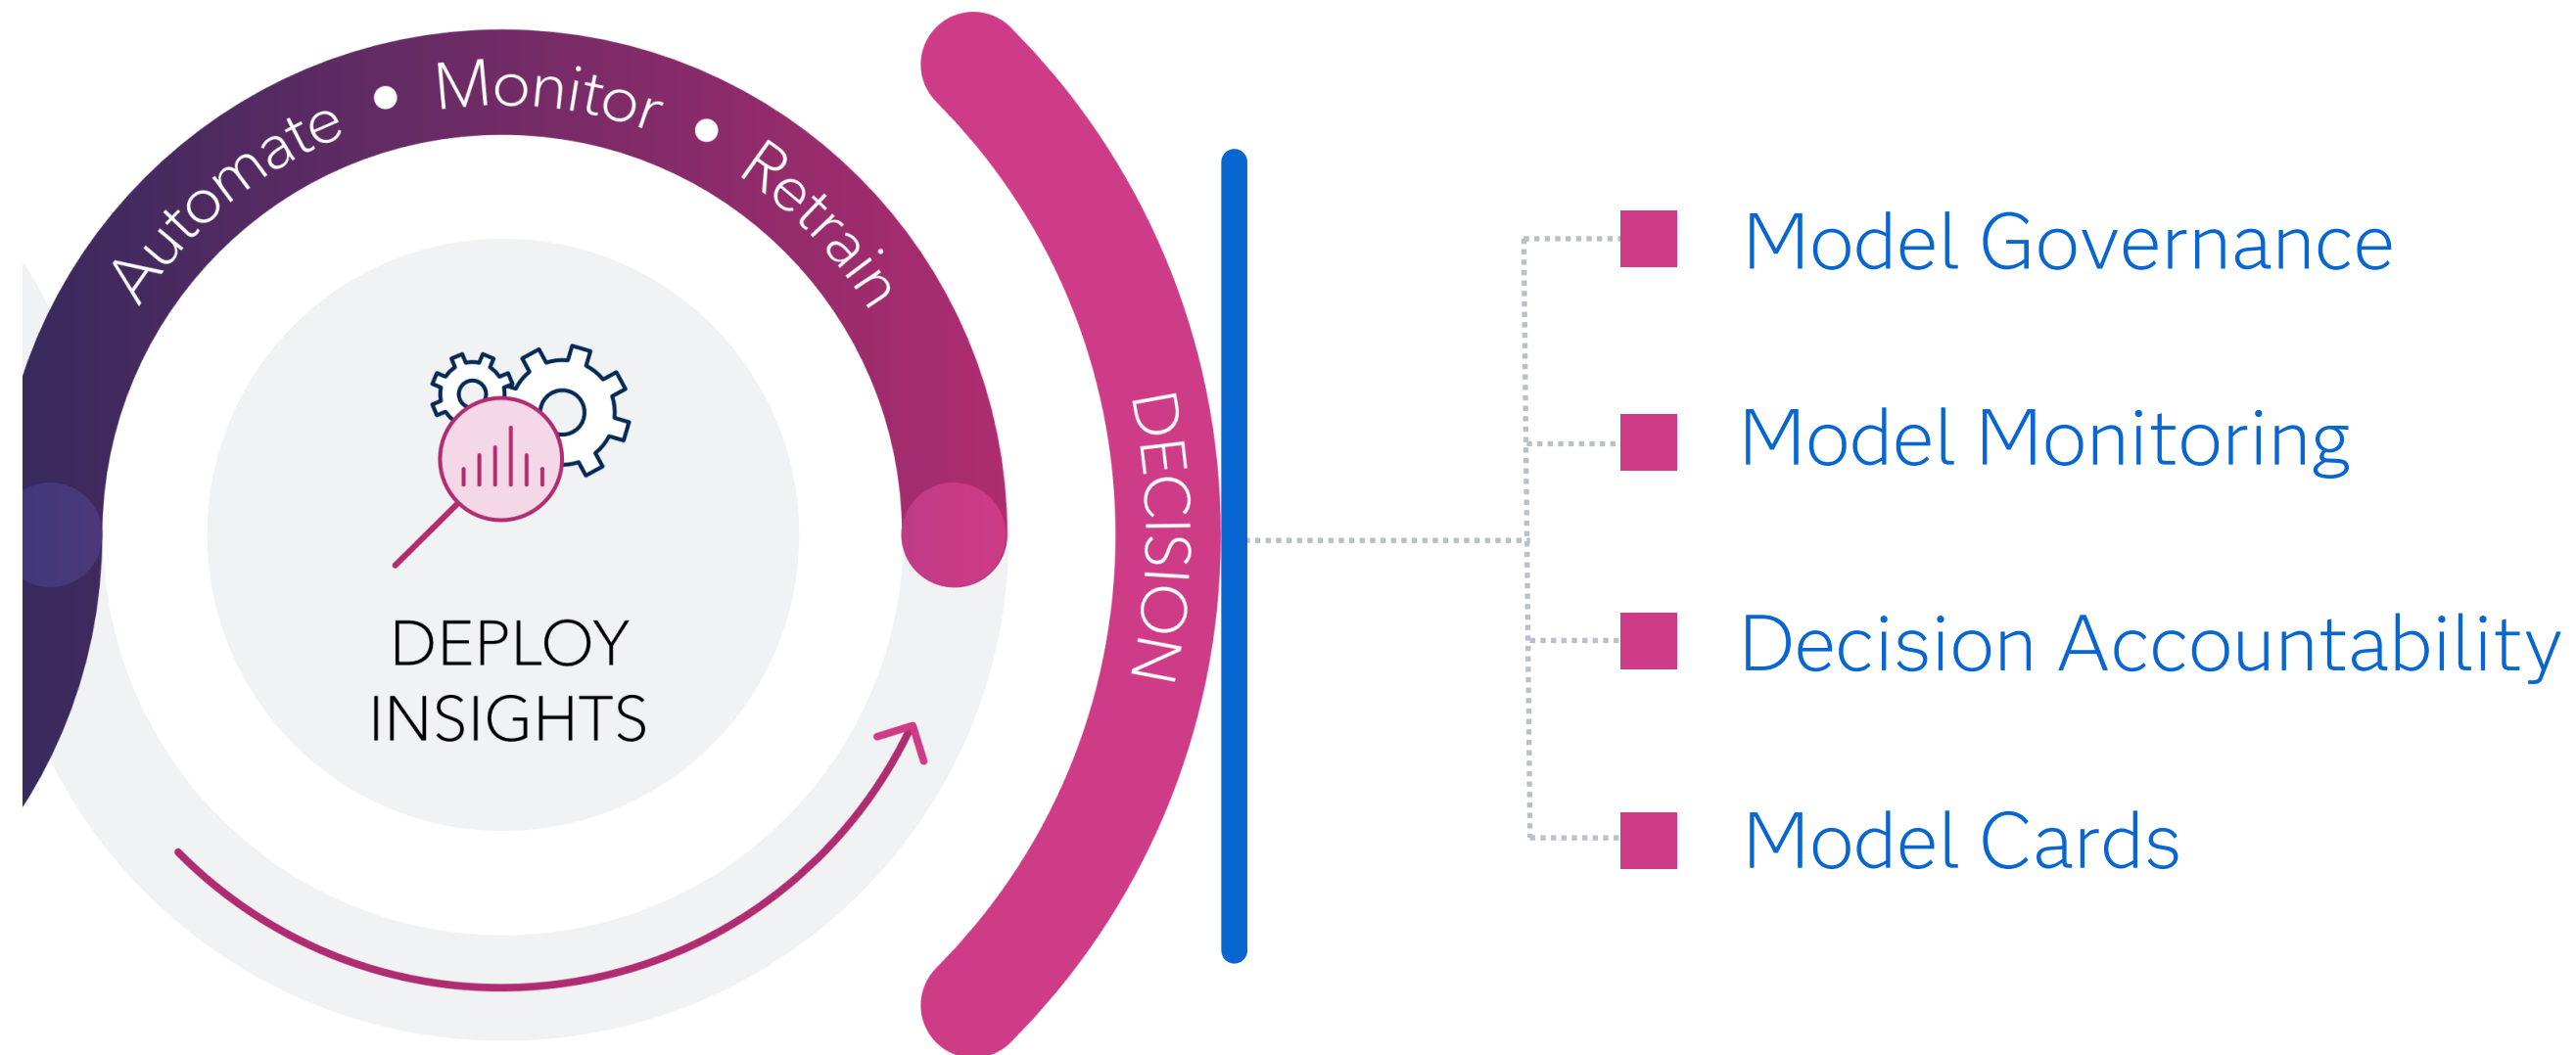 Automate • Monitor • Retrain
DEPLOY
INSIGHTS
DECISION
Model Governance
Model Monitoring
Decision Accountability
Model Cards